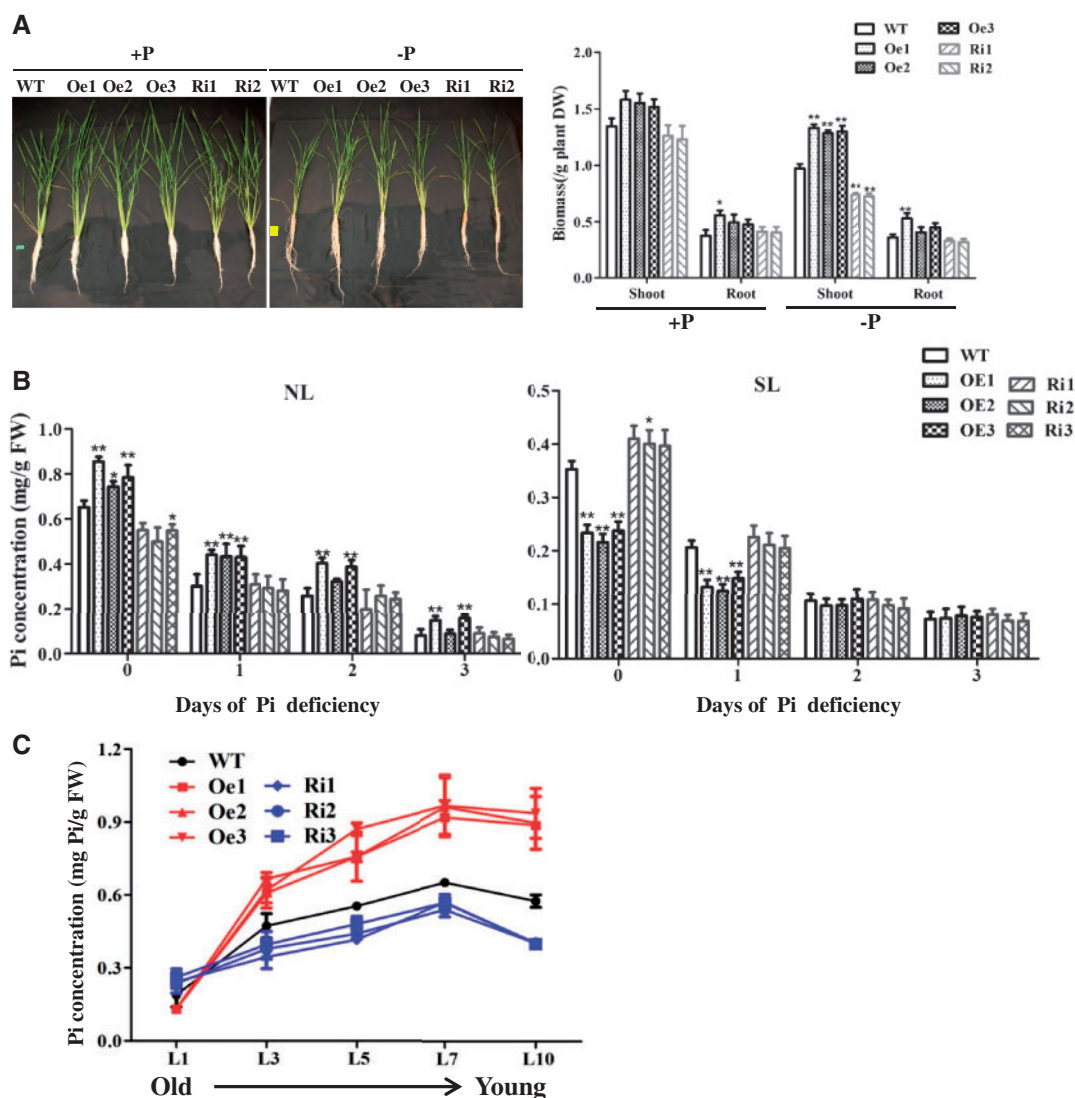 A
+P
-P
WT Oe1 Oe2 Oe3 Ri1 Ri2
WT Oe1 Oe2 Oe3 Ri1 Ri2
WT
Oe1
Oe2
Oe3
Ri1
Ri2
Biomass(/g plant DW)
2.0
1.5
1.0
0.5
0.0
* ** ** ** ** ** **
Shoot Root Shoot Root
+P -P
B
NL
Pi concentration (mg/g FW)
1.0
0.8
0.6
0.4
0.2
0.0
** * ** * ** ** ** ** ** ** **
0 1 2 3
Days of Pi deficiency
SL
WT
OE1
OE2
OE3
Ri1
Ri2
Ri3
0.5
0.4
0.3
0.2
0.1
0.0
** ** ** * ** ** **
0 1 2 3
Days of Pi deficiency
C
WT
Oe1
Oe2
Oe3
Ri1
Ri2
Ri3
Pi concentration (mg Pi/g FW)
1.2
0.9
0.6
0.3
0.0
L1 L3 L5 L7 L10
Old Young